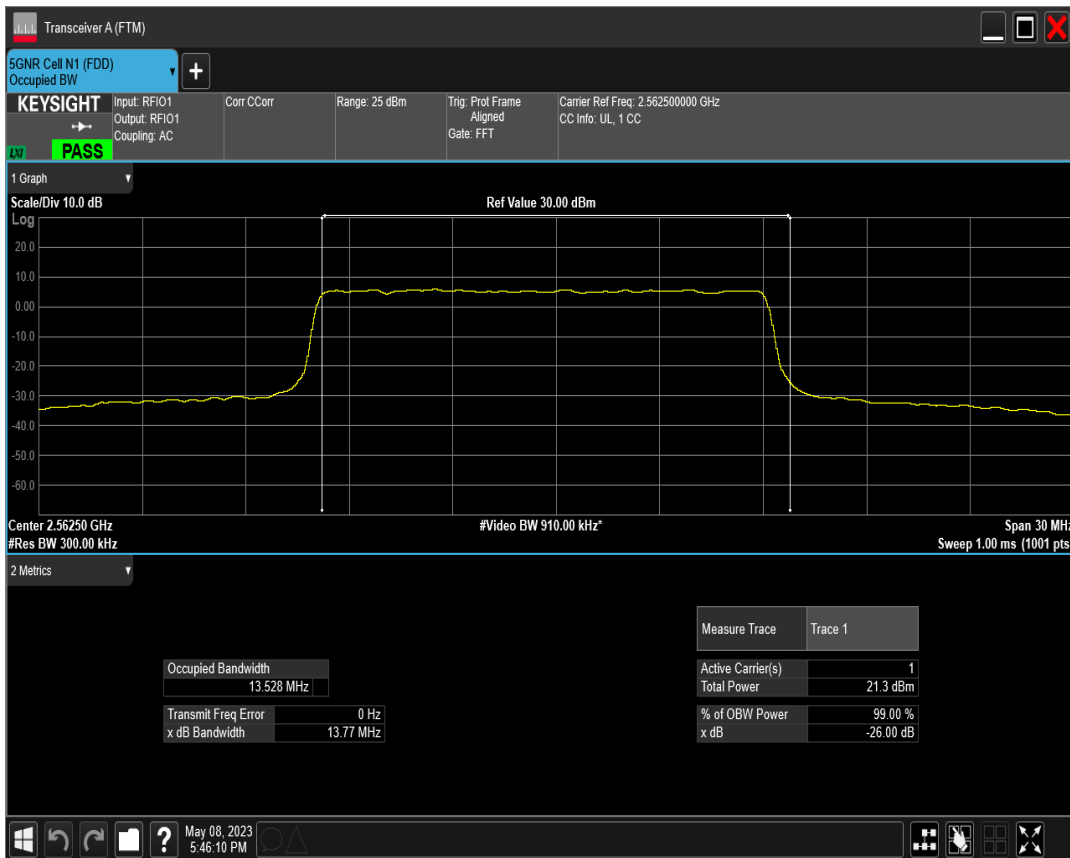 Transceiver A (FTM)
5GNR Cell N1 (FDD)
Occupied BW
+
KEYSIGHT
LXI
PASS
Input: RFIO1
Output: RFIO1
Coupling: AC
Corr CCorr
Range: 25 dBm
Trig: Prot Frame
Aligned
Gate: FFT
Carrier Ref Freq: 2.562500000 GHz
CC Info: UL, 1 CC
1 Graph
Scale/Div 10.0 dB
Ref Value 30.00 dBm
Log
20.0
10.0
0.00
-10.0
-20.0
-30.0
-40.0
-50.0
-60.0
Center 2.56250 GHz
#Video BW 910.00 kHz*
Span 30 MHz
#Res BW 300.00 kHz
Sweep 1.00 ms (1001 pts
2 Metrics
Measure Trace Trace 1
Occupied Bandwidth
13.528 MHz
Active Carrier(s) 1
Total Power 21.3 dBm
Transmit Freq Error 0 Hz
x dB Bandwidth 13.77 MHz
% of OBW Power 99.00 %
x dB -26.00 dB
?
May 08, 2023
5:46:10 PM